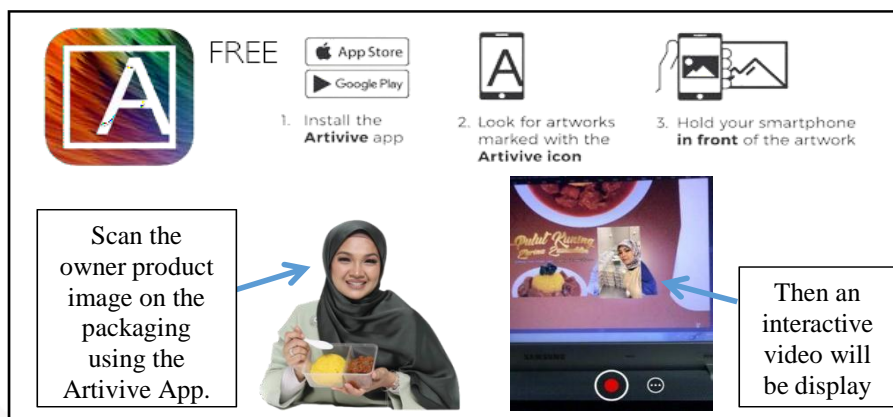 A
FREE
App Store
Google Play
A
1. Install the
Artivive app
2. Look for artworks
marked with the
Artivive icon
3. Hold your smartphone
in front of the artwork
Scan the
owner product
image on the
packaging
using the
Artivive App.
Pulut Kuning
SAMSUNG
Then an
interactive
video will
be display